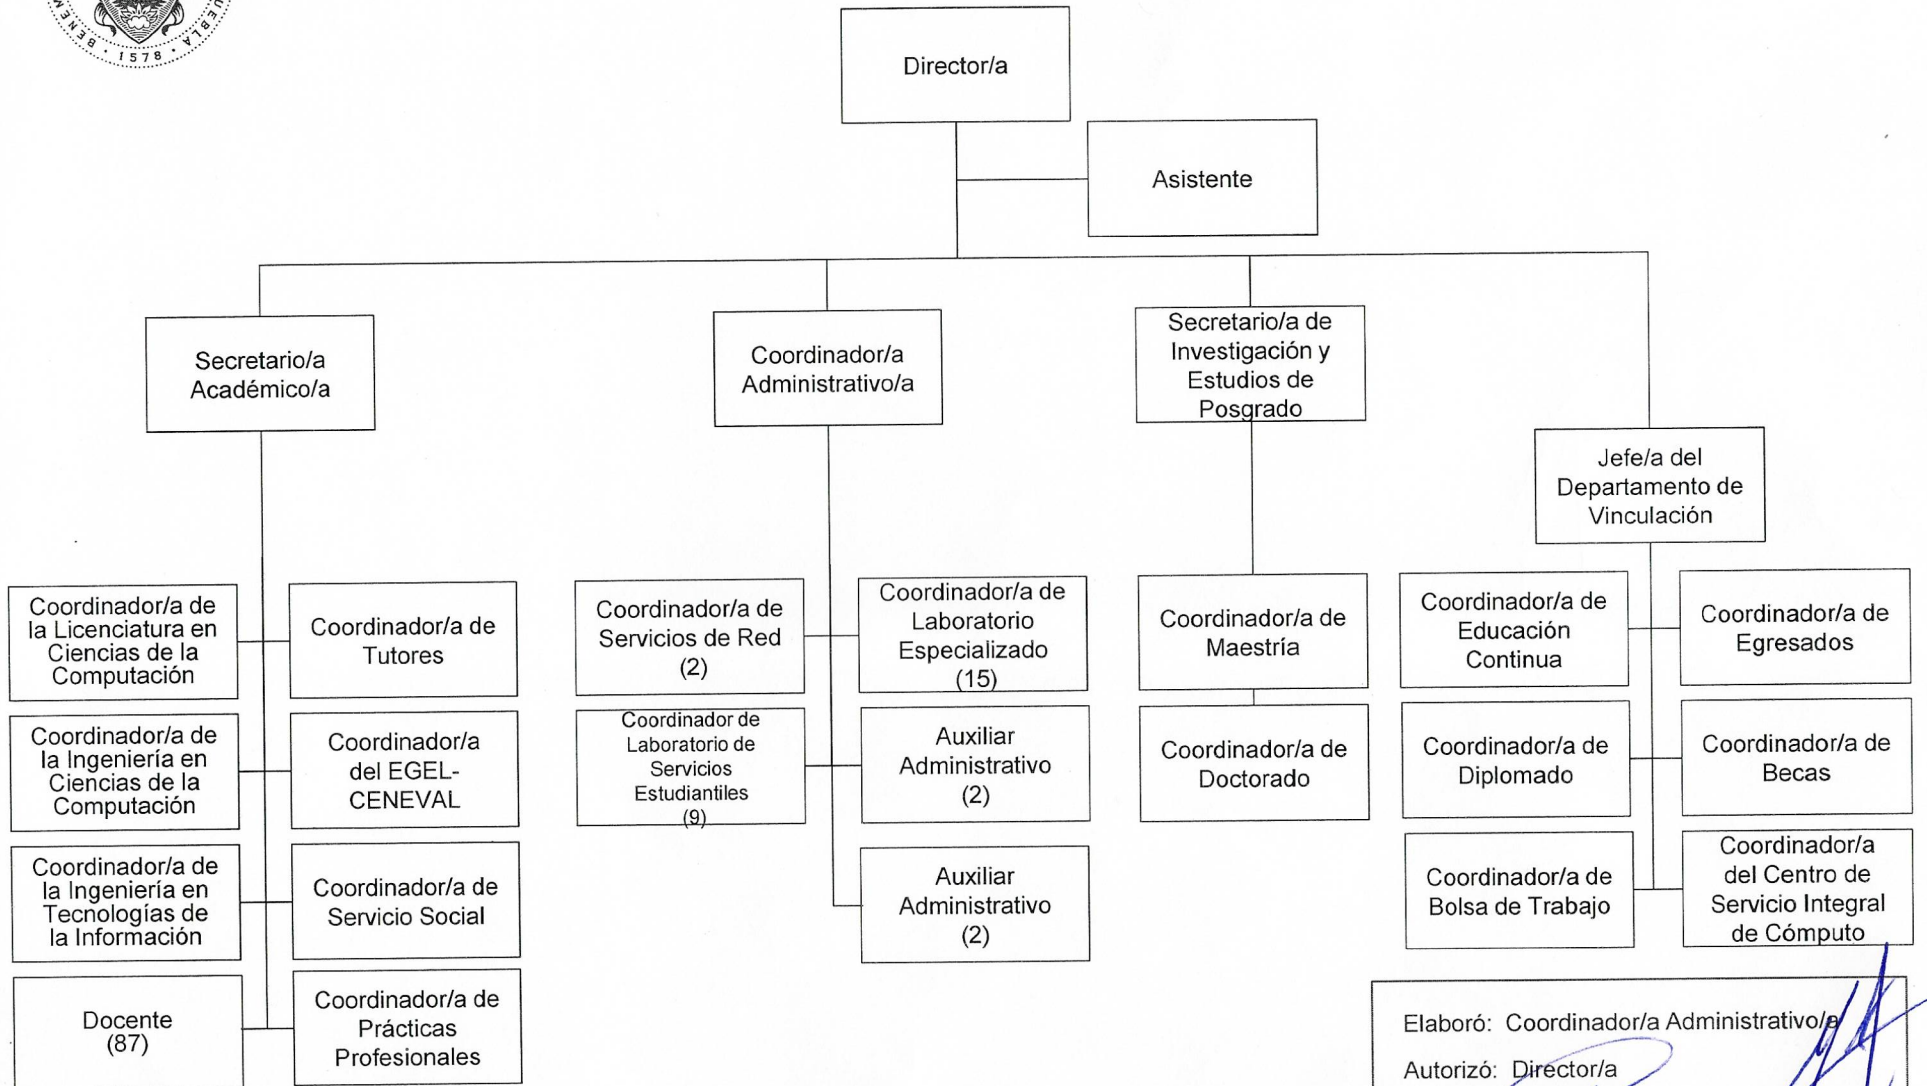 BENEM
1578
UEBLA
Director/a
Asistente
Secretario/a
Académico/a
Coordinador/a
Administrativo/a
Secretario/a de
Investigación y
Estudios de
Posgrado
Jefe/a del
Departamento de
Vinculación
Coordinador/a de
la Licenciatura en
Ciencias de la
Computación
Coordinador/a de
Tutores
Coordinador/a de
la Ingeniería en
Ciencias de la
Computación
Coordinador/a
del EGEL-
CENEVAL
Coordinador/a de
la Ingeniería en
Tecnologías de
la Información
Coordinador/a de
Servicio Social
Docente
(87)
Coordinador/a de
Prácticas
Profesionales
Coordinador/a de
Servicios de Red
(2)
Coordinador/a de
Laboratorio
Especializado
(15)
Coordinador de
Laboratorio de
Servicios
Estudiantiles
(9)
Auxiliar
Administrativo
(2)
Auxiliar
Administrativo
(2)
Coordinador/a de
Maestría
Coordinador/a de
Doctorado
Coordinador/a de
Educación
Continua
Coordinador/a de
Egresados
Coordinador/a de
Diplomado
Coordinador/a de
Becas
Coordinador/a de
Bolsa de Trabajo
Coordinador/a
del Centro de
Servicio Integral
de Cómputo
Elaboró: Coordinador/a Administrativo/a
Autorizó: Director/a